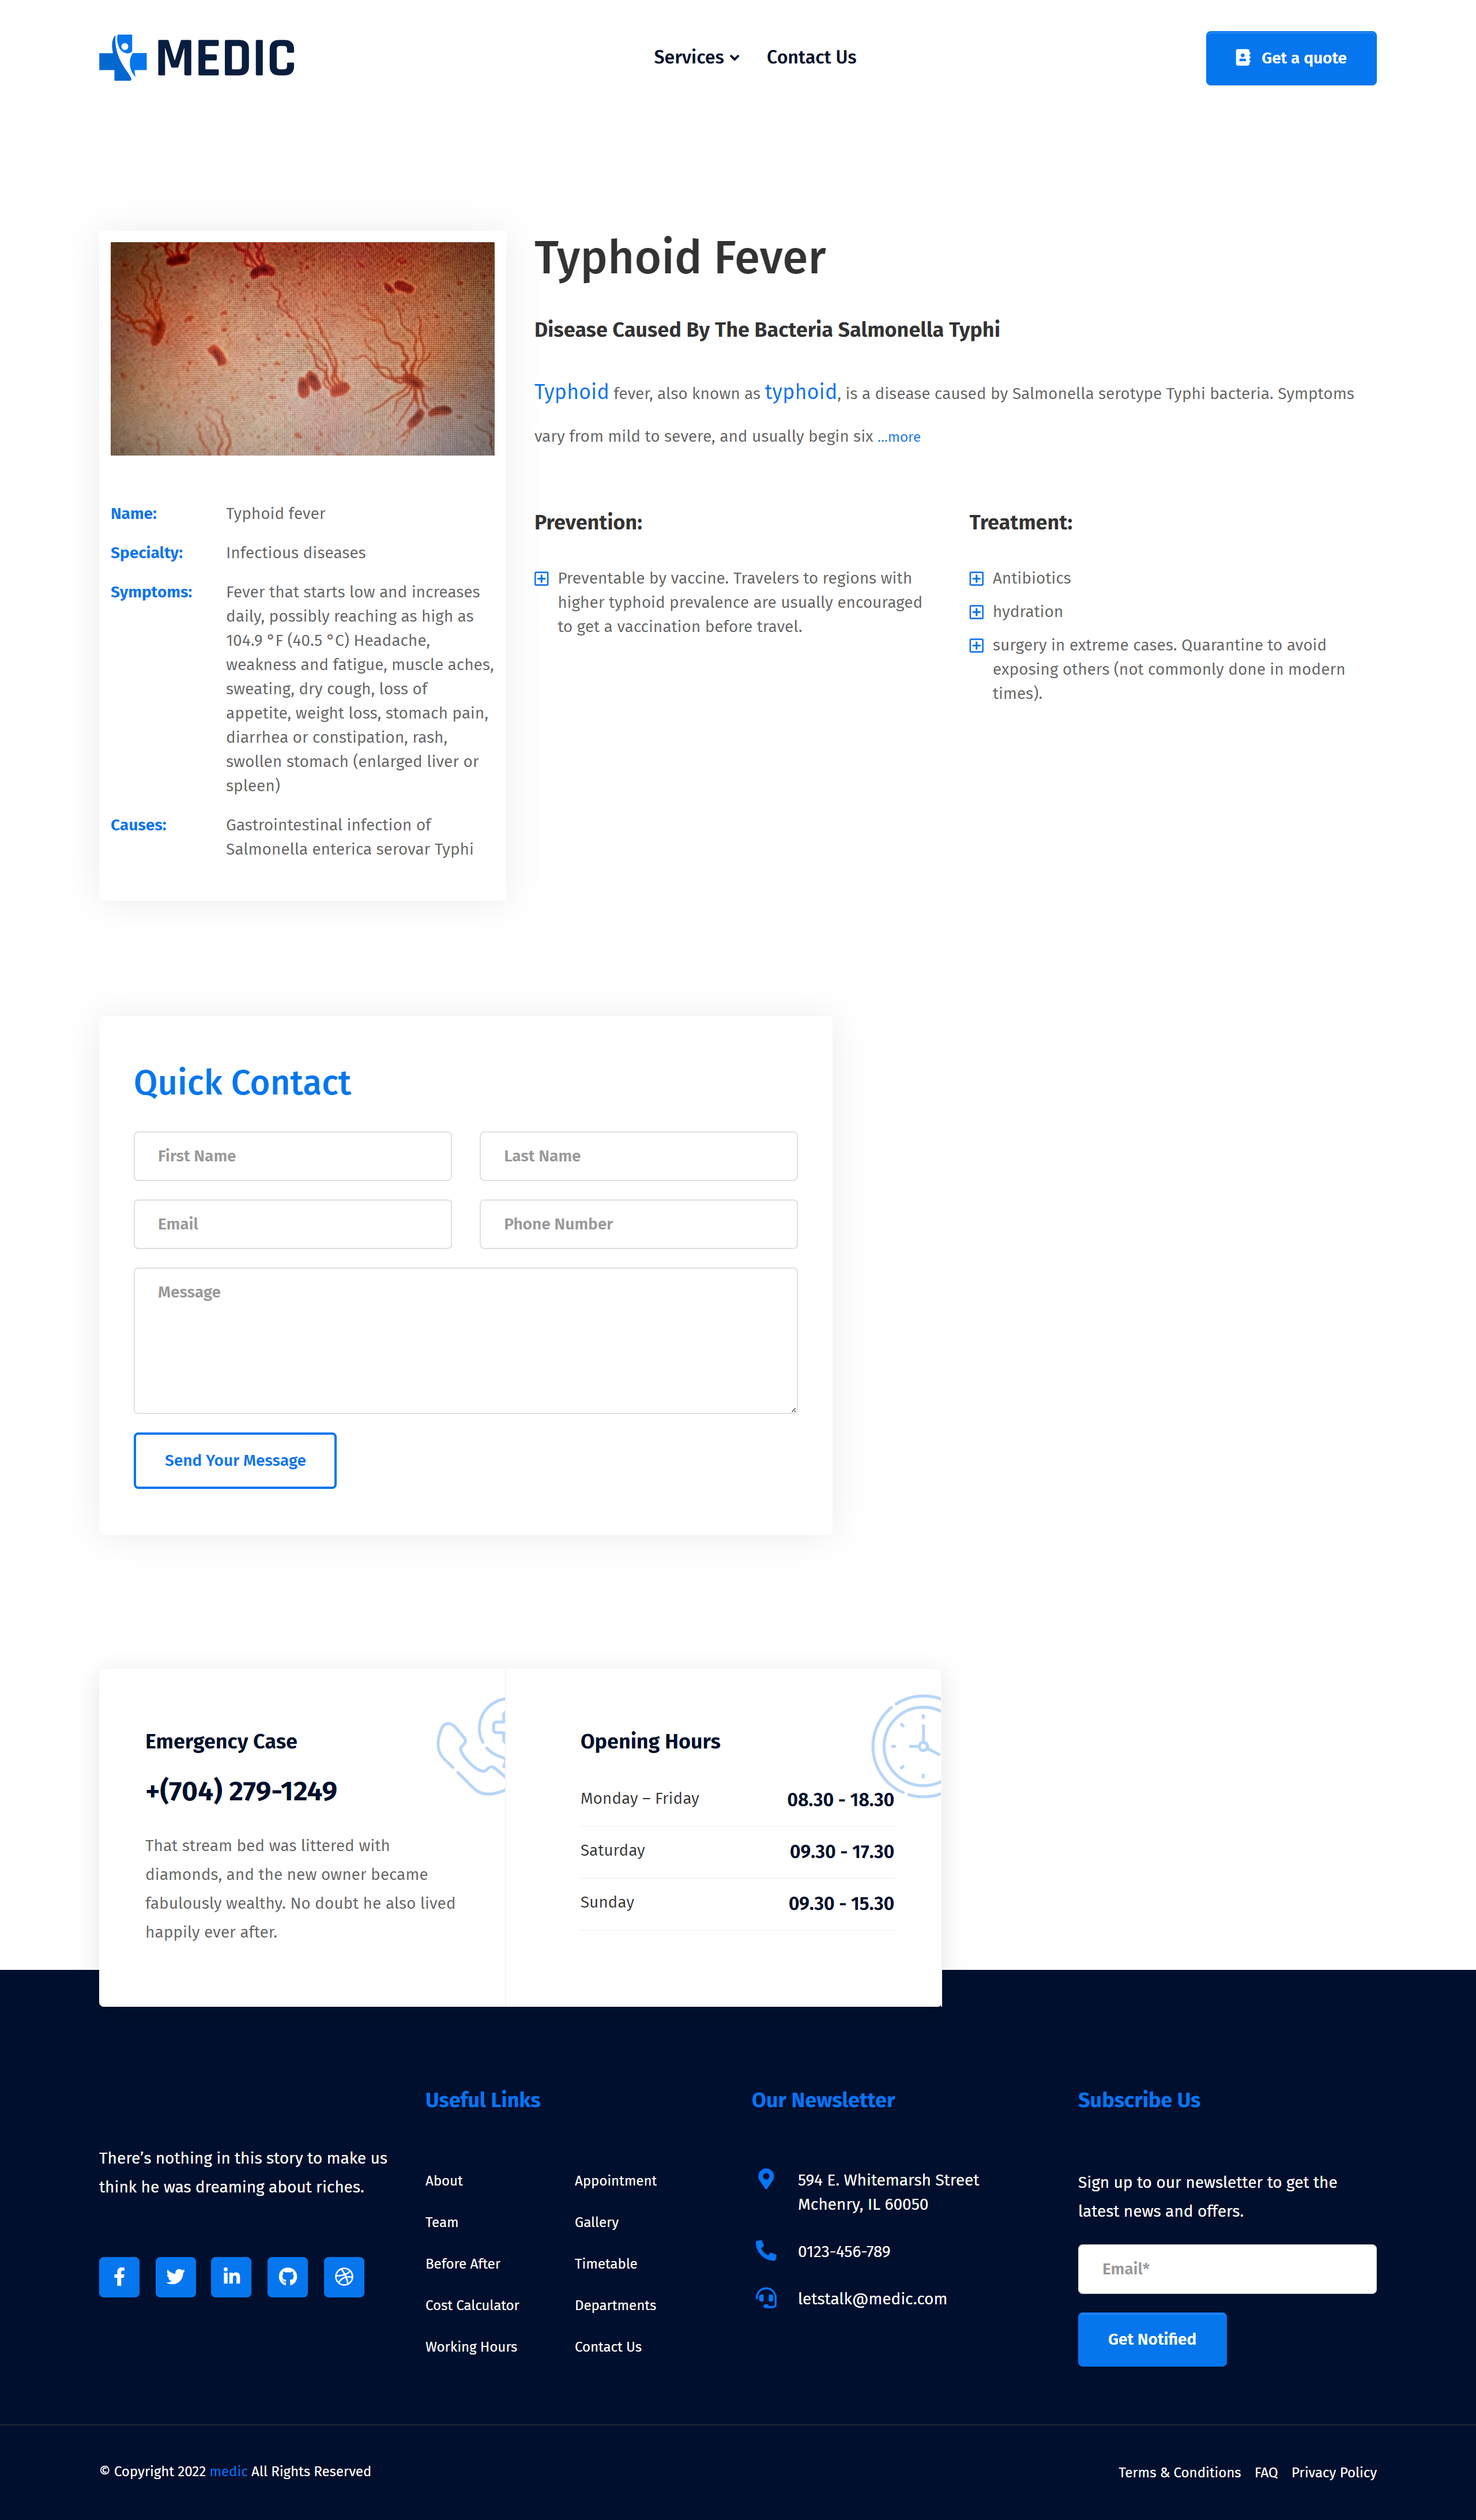 MEDIC
Services
Contact Us
Get a quote
Typhoid Fever
Disease Caused By The Bacteria Salmonella Typhi
Typhoid fever, also known as typhoid, is a disease caused by Salmonella serotype Typhi bacteria. Symptoms
vary from mild to severe, and usually begin six ...more
Name: Typhoid fever
Specialty: Infectious diseases
Symptoms: Fever that starts low and increases
daily, possibly reaching as high as
104.9 °F (40.5 °C) Headache,
weakness and fatigue, muscle aches,
sweating, dry cough, loss of
appetite, weight loss, stomach pain,
diarrhea or constipation, rash,
swollen stomach (enlarged liver or
spleen)
Causes: Gastrointestinal infection of
Salmonella enterica serovar Typhi
Prevention:
Preventable by vaccine. Travelers to regions with
higher typhoid prevalence are usually encouraged
to get a vaccination before travel.
Treatment:
Antibiotics
hydration
surgery in extreme cases. Quarantine to avoid
exposing others (not commonly done in modern
times).
Quick Contact
First Name
Last Name
Email
Phone Number
Message
Send Your Message
Emergency Case
+(704) 279-1249
That stream bed was littered with
diamonds, and the new owner became
fabulously wealthy. No doubt he also lived
happily ever after.
Opening Hours
Monday – Friday 08.30 - 18.30
Saturday 09.30 - 17.30
Sunday 09.30 - 15.30
There’s nothing in this story to make us
think he was dreaming about riches.
Useful Links
About
Team
Before After
Cost Calculator
Working Hours
Appointment
Gallery
Timetable
Departments
Contact Us
Our Newsletter
594 E. Whitemarsh Street
Mchenry, IL 60050
0123-456-789
letstalk@medic.com
Subscribe Us
Sign up to our newsletter to get the
latest news and offers.
Email*
Get Notified
© Copyright 2022 medic All Rights Reserved
Terms & Conditions FAQ Privacy Policy